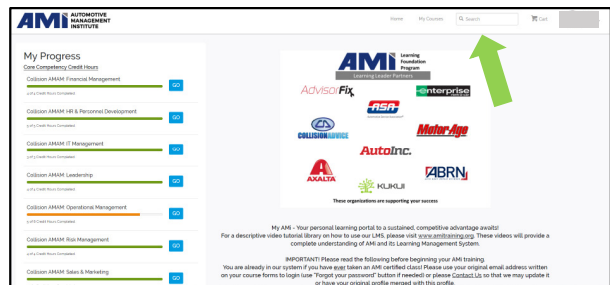 AMi AUTOMOTIVE
MANAGEMENT
INSTITUTE
Home My Courses Search Cart
My Progress
Core Competency Credit Hours
Collision AMAM: Financial Management
GO
Collision AMAM: HR & Personnel Development
GO
Collision AMAM: IT Management
GO
Collision AMAM: Leadership
GO
Collision AMAM: Operational Management
GO
Collision AMAM: Risk Management
GO
Collision AMAM: Sales & Marketing
GO
AMi Learning
Foundation
Program
Learning Leader Partners
AdvisorFix
enterprise
ASA
COLLISION ADVICE
Motor Age
AutoInc.
AXALTA
KUKUI
ABRN
These organizations are supporting your success
My AMi - Your personal learning portal to a sustained, competitive advantage awaits!
For a descriptive video tutorial library on how to use our LMS, please visit www.amitraining.org. These videos will provide a
complete understanding of AMi and its Learning Management System.
IMPORTANT! Please read the following before beginning your AMi training.
You are already in our system if you have ever taken an AMi certified class! Please use your original email address written
on your course forms to login (use "Forgot your password" button if needed) or please Contact Us so that we may update it
or have your original profile merged with this profile.